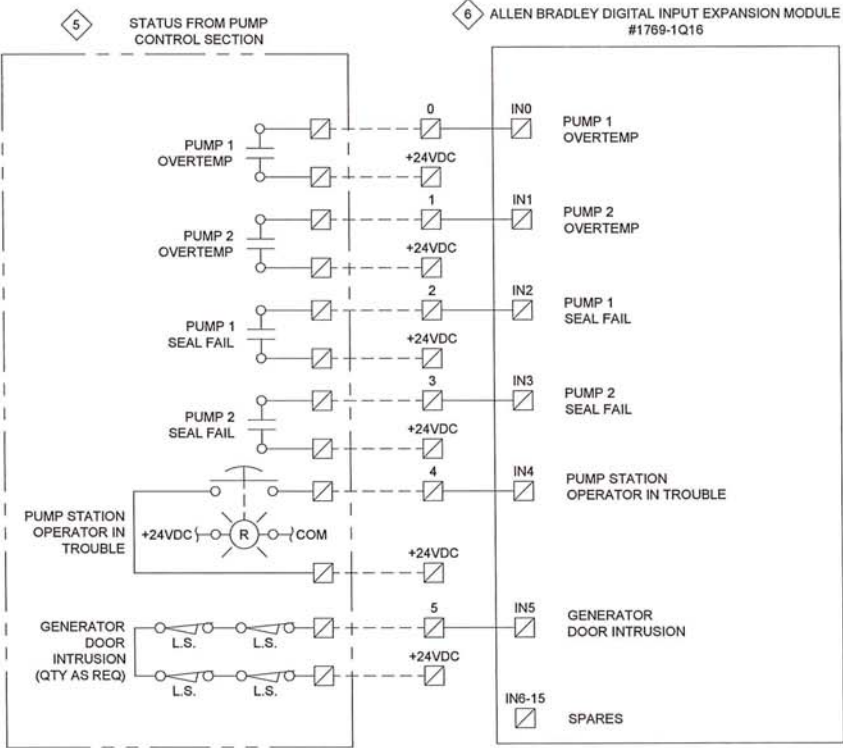 5
STATUS FROM PUMP
CONTROL SECTION
6
ALLEN BRADLEY DIGITAL INPUT EXPANSION MODULE
#1769-1Q16
PUMP 1
OVERTEMP
0
+24VDC
IN0
PUMP 1
OVERTEMP
PUMP 2
OVERTEMP
1
+24VDC
IN1
PUMP 2
OVERTEMP
PUMP 1
SEAL FAIL
2
+24VDC
IN2
PUMP 1
SEAL FAIL
PUMP 2
SEAL FAIL
3
+24VDC
IN3
PUMP 2
SEAL FAIL
PUMP STATION
OPERATOR IN
TROUBLE
+24VDC
R
COM
4
+24VDC
IN4
PUMP STATION
OPERATOR IN TROUBLE
GENERATOR
DOOR
INTRUSION
(QTY AS REQ)
L.S.
L.S.
L.S.
L.S.
5
+24VDC
IN5
GENERATOR
DOOR INTRUSION
IN6-15
SPARES